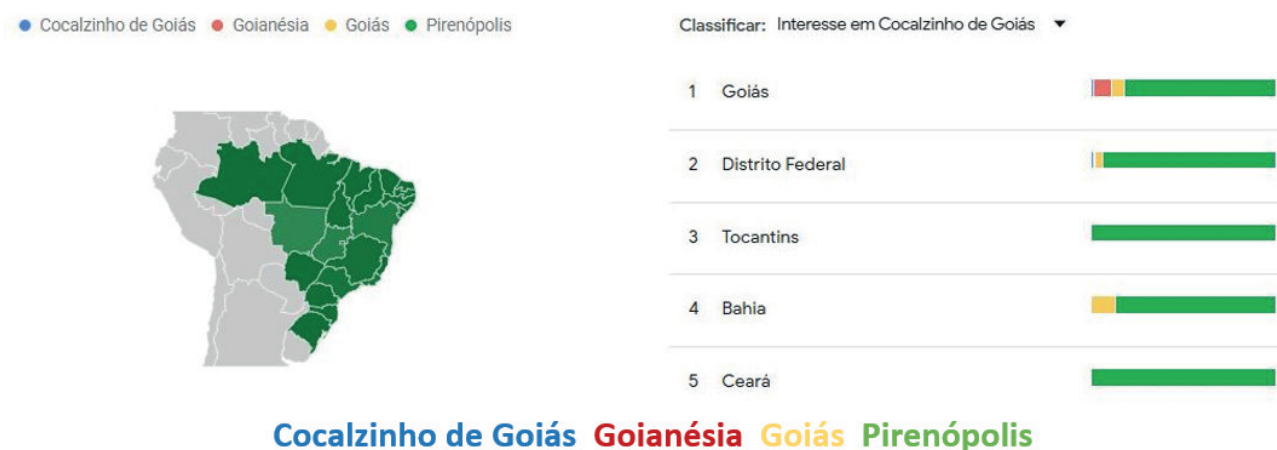 Cocalzinho de Goiás Goianésia Goiás Pirenópolis
Classificar: Interesse em Cocalzinho de Goiás
1 Goiás
2 Distrito Federal
3 Tocantins
4 Bahia
5 Ceará
Cocalzinho de Goiás Goianésia Goiás Pirenópolis